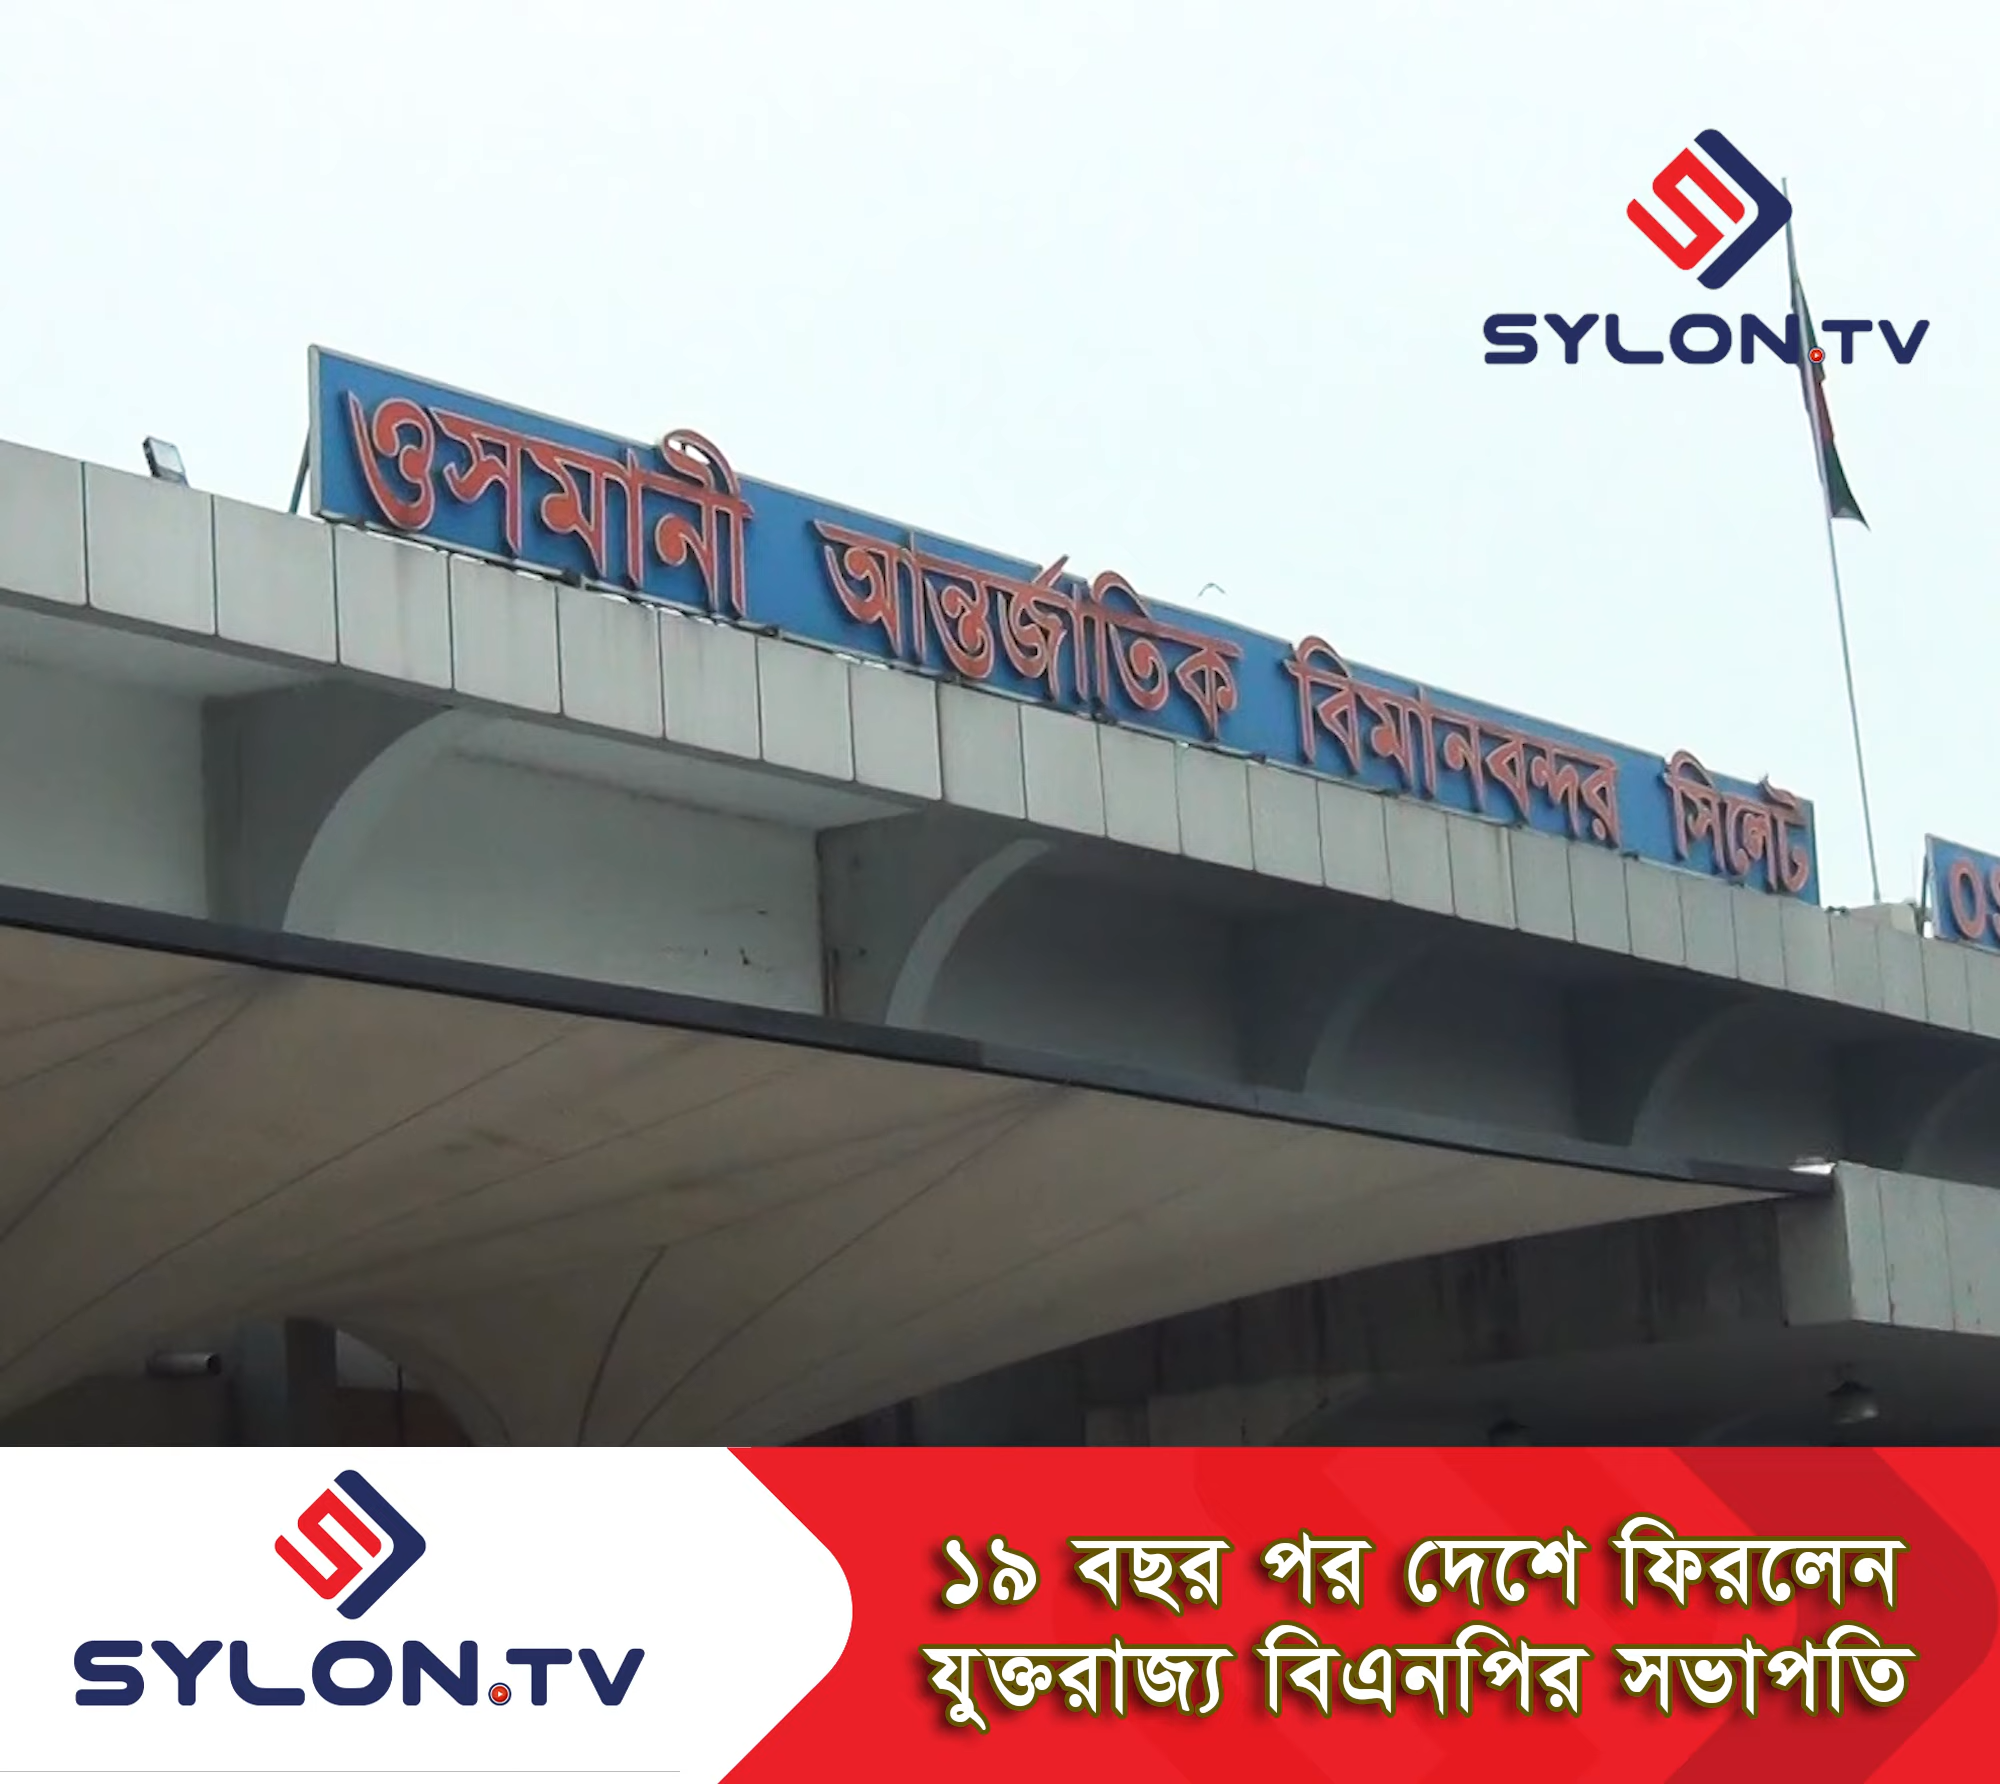 SYLON.TV
ওসমানী আন্তর্জাতিক বিমানবন্দর সিলেট
SYLON.TV
১৯ বছর পর দেশে ফিরলেন
যুক্তরাজ্য বিএনপির সভাপতি